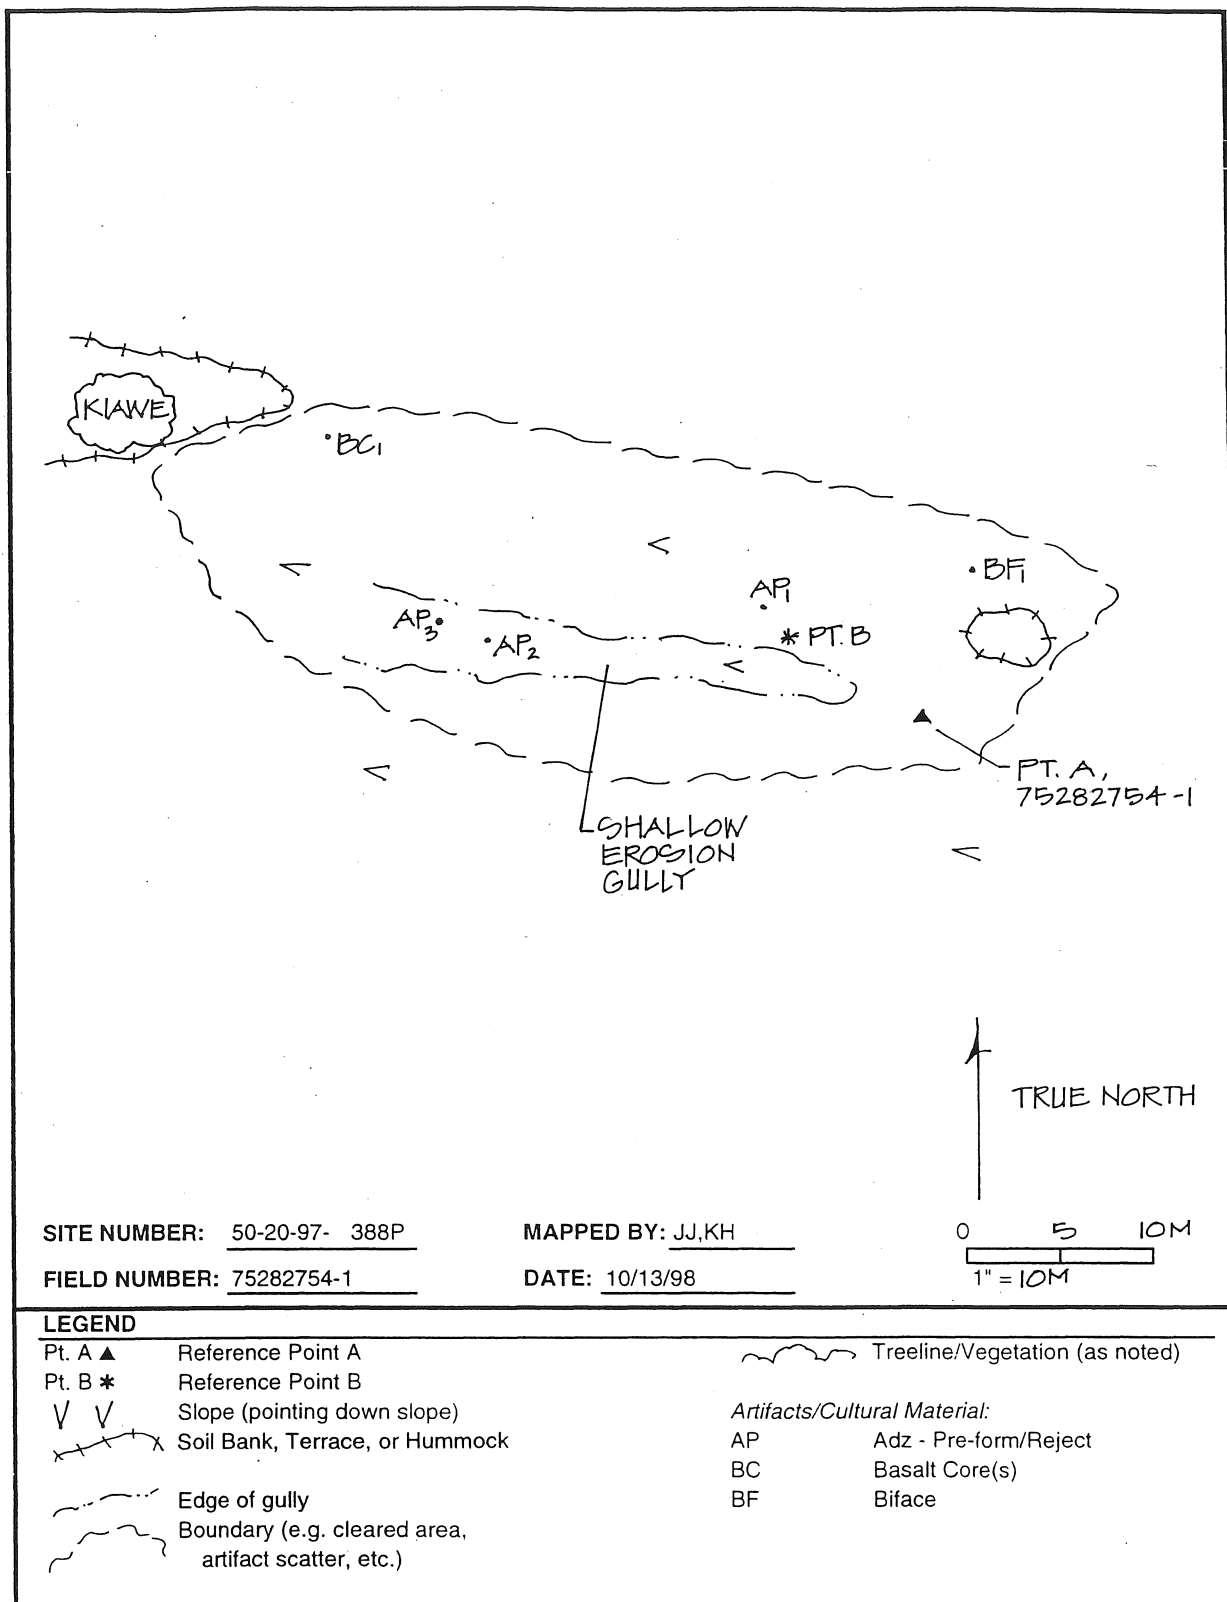 KIAWE
BC1
BF1
AP1
AP3
AP2
PT. B
PT. A,
75282754-1
SHALLOW
EROSION
GULLY
TRUE NORTH
SITE NUMBER: 50-20-97- 388P
MAPPED BY: JJ,KH
0 5 10M
FIELD NUMBER: 75282754-1
DATE: 10/13/98
1" = 10M
LEGEND
Pt. A ▲ Reference Point A
Pt. B * Reference Point B
Slope (pointing down slope)
Soil Bank, Terrace, or Hummock
Edge of gully
Boundary (e.g. cleared area,
artifact scatter, etc.)
Treeline/Vegetation (as noted)
Artifacts/Cultural Material:
AP Adz - Pre-form/Reject
BC Basalt Core(s)
BF Biface